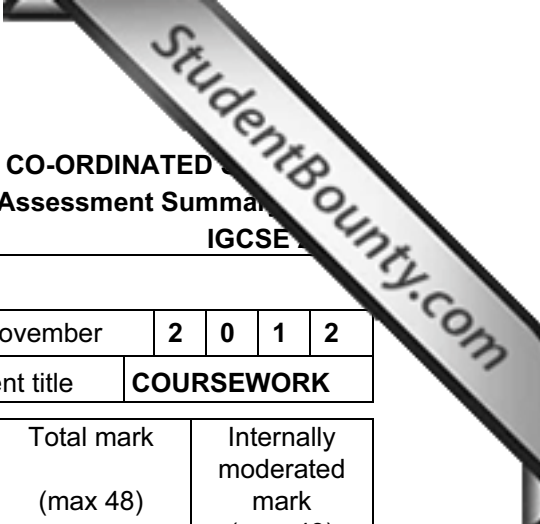 StudentBounty.com
CO-ORDINATED
Assessment Summa
IGCSE
ovember 2 0 1 2
nt title COURSEWORK
Total mark Internally
moderated
(max 48) mark